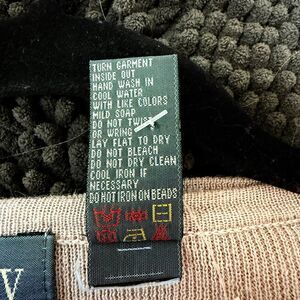 TURN GARMENT
INSIDE OUT
HAND WASH IN
COOL WATER
WITH LIKE COLORS
MILD SOAP
DO NOT TWIST
OR WRING
LAY FLAT TO DRY
DO NOT BLEACH
DO NOT DRY CLEAN
COOL IRON IF
NECESSARY
DO NOT IRON ON BEADS
V